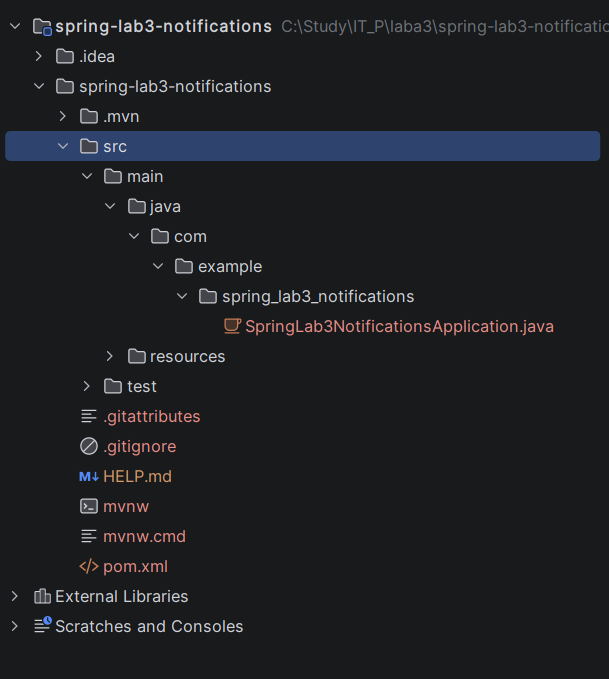 spring-lab3-notifications C:\Study\IT_P\laba3\spring-lab3-notificatio
.idea
spring-lab3-notifications
.mvn
src
main
java
com
example
spring_lab3_notifications
SpringLab3NotificationsApplication.java
resources
test
.gitattributes
.gitignore
M↓ HELP.md
mvnw
mvnw.cmd
</> pom.xml
External Libraries
Scratches and Consoles